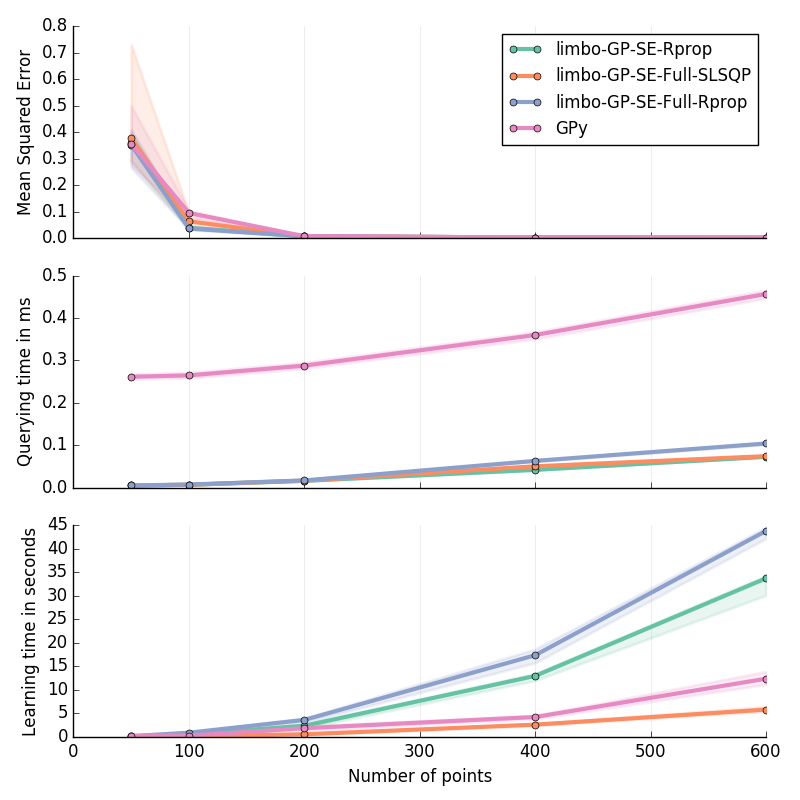 0.8
0.7
0.6
0.5
0.4
0.3
0.2
0.1
0.0
Mean Squared Error
limbo-GP-SE-Rprop
limbo-GP-SE-Full-SLSQP
limbo-GP-SE-Full-Rprop
GPy
0.5
0.4
0.3
0.2
0.1
0.0
Querying time in ms
45
40
35
30
25
20
15
10
5
0
Learning time in seconds
0 100 200 300 400 500 600
Number of points